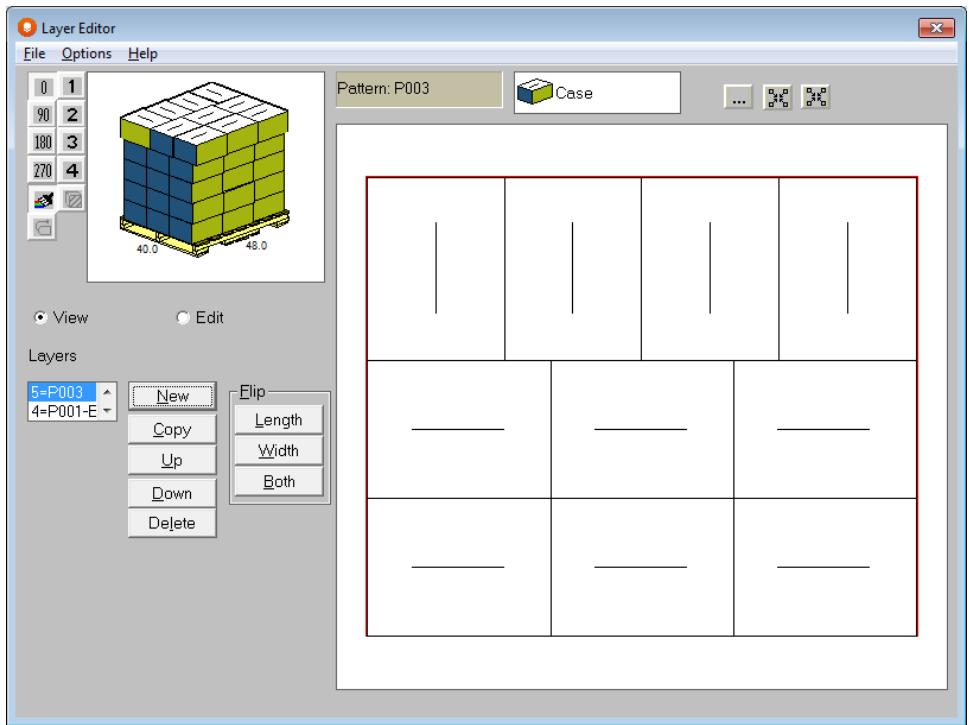 Layer Editor
File Options Help
0 1
90 2
180 3
270 4
40.0 48.0
Pattern: P003
Case
...
View Edit
Layers
5=P003
4=P001-E
New
Copy
Up
Down
Delete
Flip
Length
Width
Both